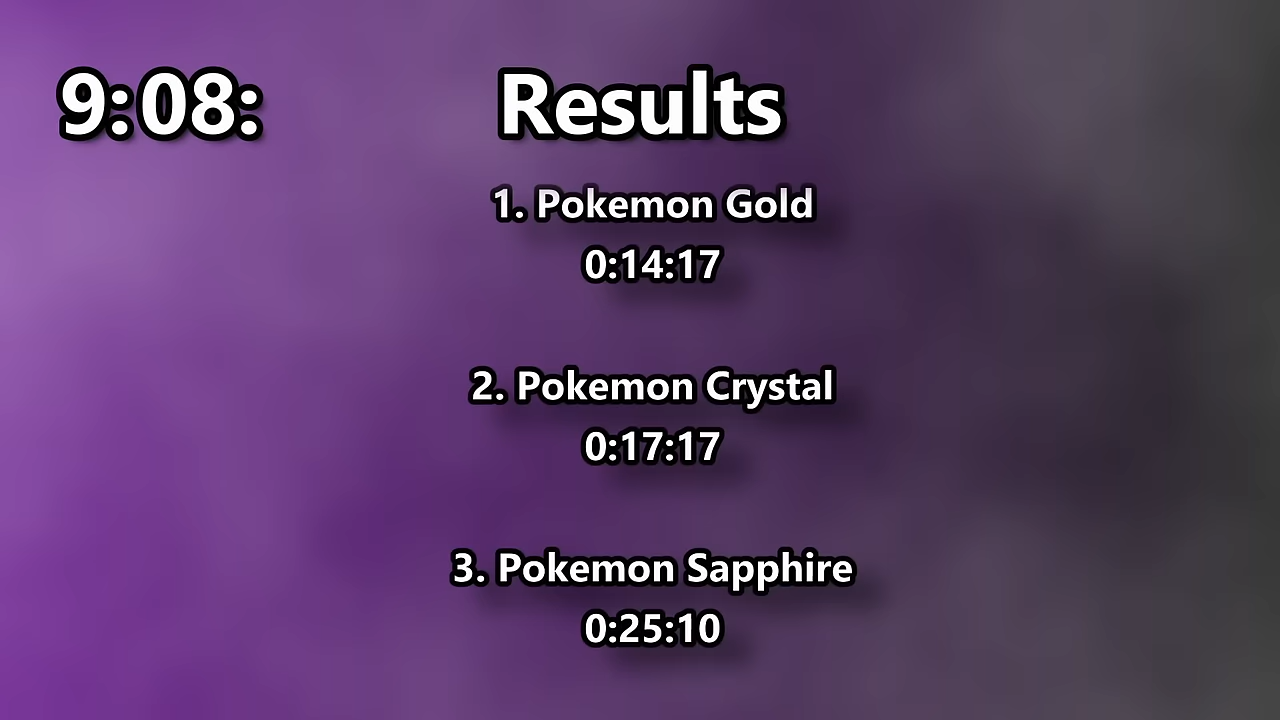 9:08:
Results
1. Pokemon Gold
0:14:17
2. Pokemon Crystal
0:17:17
3. Pokemon Sapphire
0:25:10